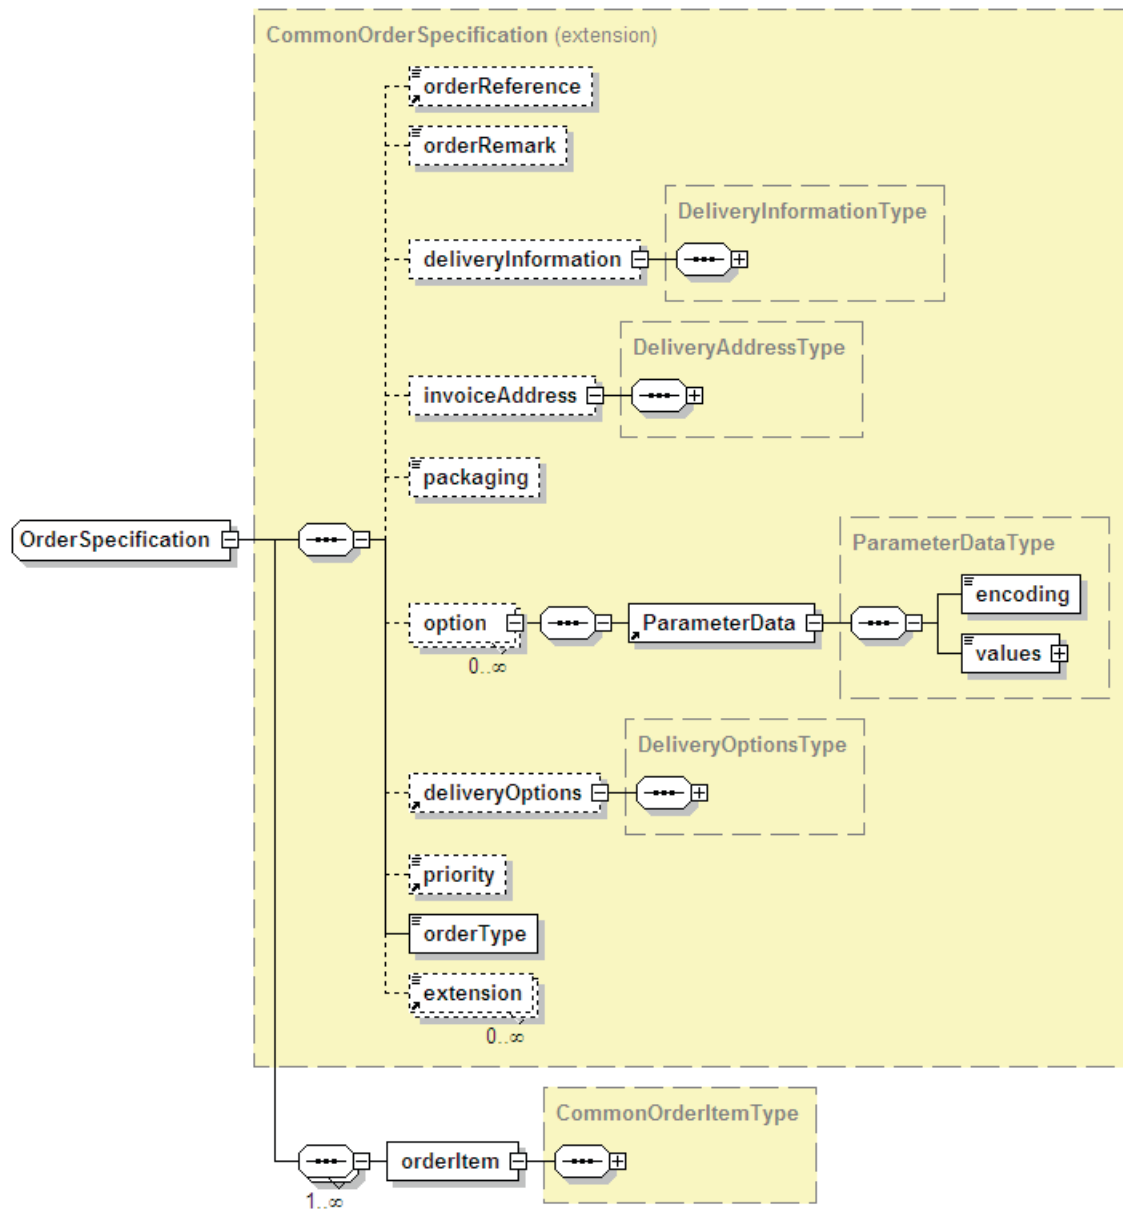 CommonOrderSpecification (extension)
orderReference
orderRemark
DeliveryInformationType
deliveryInformation
DeliveryAddressType
invoiceAddress
packaging
OrderSpecification
ParameterDataType
encoding
option
ParameterData
values
0..∞
DeliveryOptionsType
deliveryOptions
priority
orderType
extension
0..∞
CommonOrderItemType
orderItem
1..∞